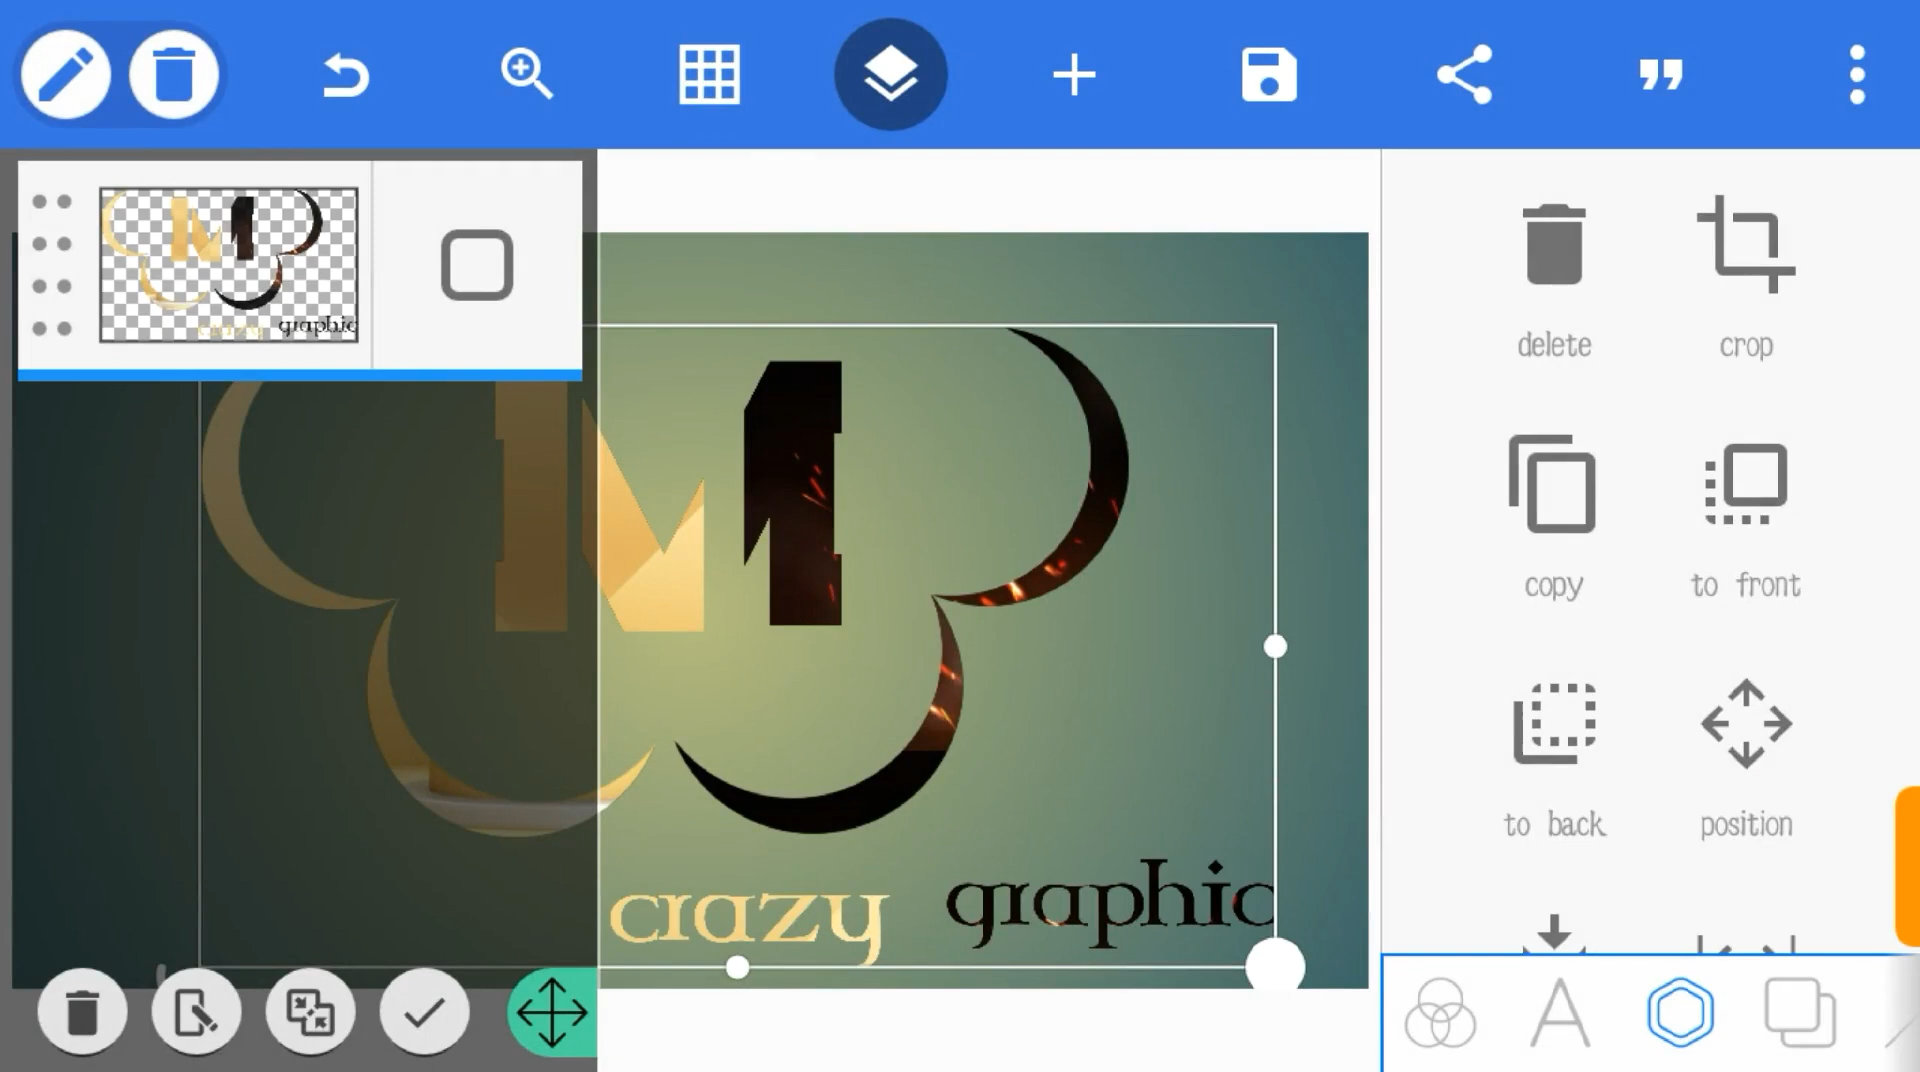 delete
crop
copy
to front
to back
position
M
crazy graphic
crazy graphic